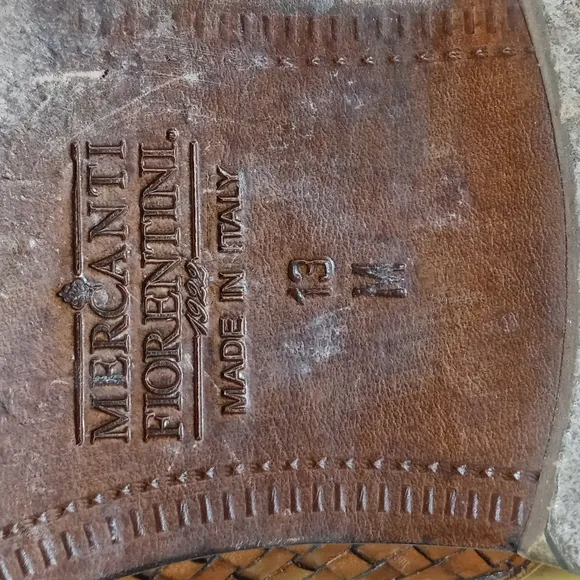 MERCANTI
FIORENTINI®
1922
MADE IN ITALY
13
M